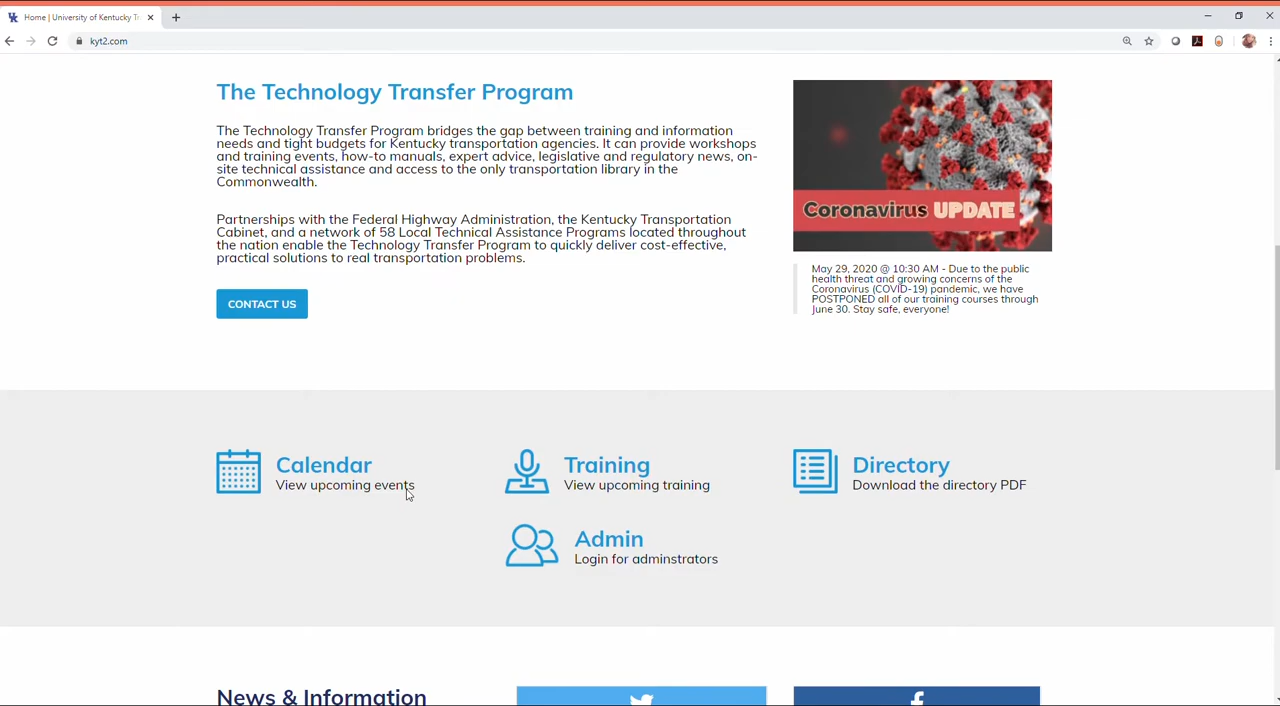 Home | University of Kentucky T
kyt2.com
The Technology Transfer Program
The Technology Transfer Program bridges the gap between training and information
needs and tight budgets for Kentucky transportation agencies. It can provide workshops
and training events, how-to manuals, expert advice, legislative and regulatory news, on-
site technical assistance and access to the only transportation library in the
Commonwealth.
Partnerships with the Federal Highway Administration, the Kentucky Transportation
Cabinet, and a network of 58 Local Technical Assistance Programs located throughout
the nation enable the Technology Transfer Program to quickly deliver cost-effective,
practical solutions to real transportation problems.
CONTACT US
Coronavirus UPDATE
May 29, 2020 @ 10:30 AM - Due to the public
health threat and growing concerns of the
Coronavirus (COVID-19) pandemic, we have
POSTPONED all of our training courses through
June 30. Stay safe, everyone!
Calendar
View upcoming events
Training
View upcoming training
Directory
Download the directory PDF
Admin
Login for adminstrators
News & Information